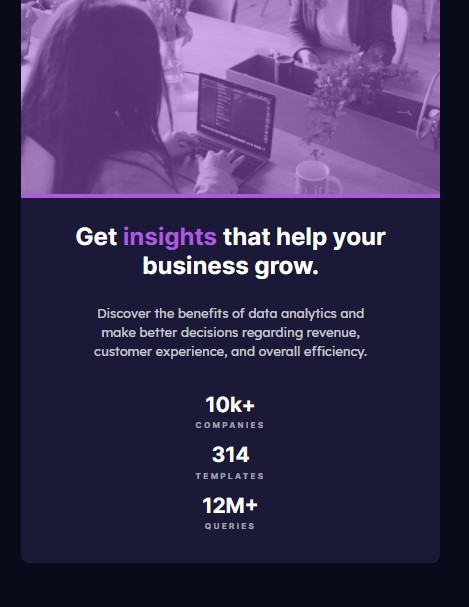 Get insights that help your
business grow.
Discover the benefits of data analytics and
make better decisions regarding revenue,
customer experience, and overall efficiency.
10k+
COMPANIES
314
TEMPLATES
12M+
QUERIES